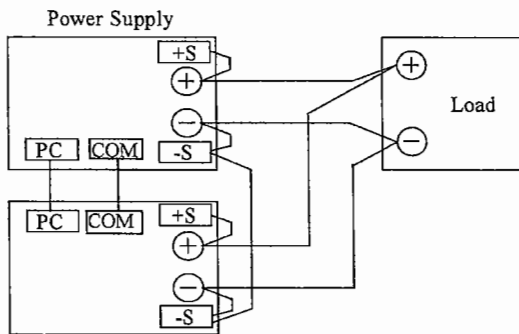 Power Supply
+S
+
−
-S
PC COM
+
−
Load
PC COM
+S
+
−
-S